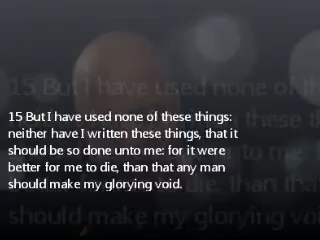 15 But I have used none of these things:
neither have I written these things, that it
should be so done unto me: for it were
better for me to die, than that any man
should make my glorying void.